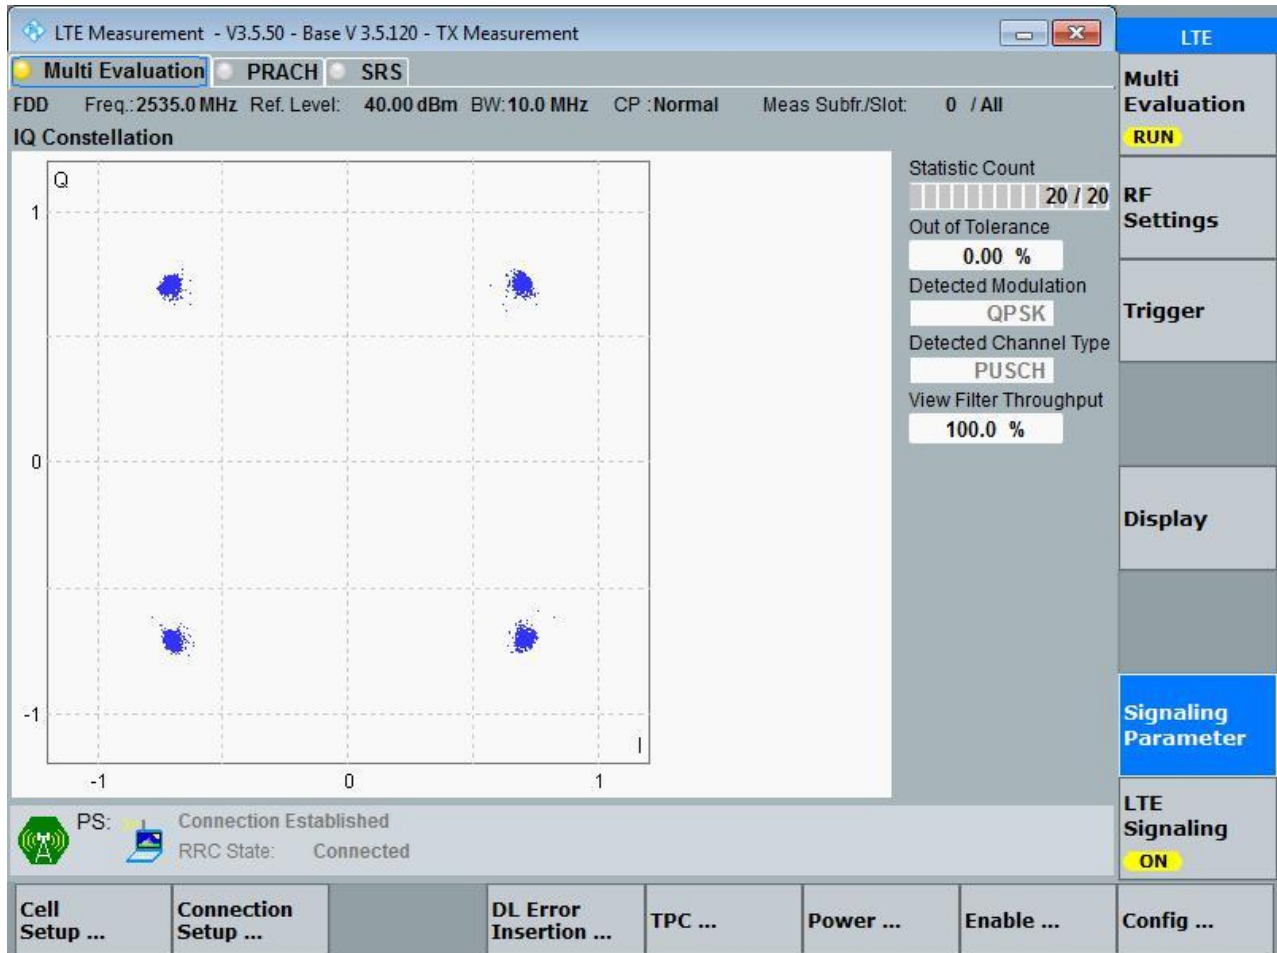 LTE Measurement - V3.5.50 - Base V 3.5.120 - TX Measurement
LTE
Multi Evaluation PRACH SRS
FDD Freq.: 2535.0 MHz Ref. Level: 40.00 dBm BW: 10.0 MHz CP :Normal Meas Subfr./Slot: 0 / All
IQ Constellation
Q
1
0
-1
I
-1 0 1
Statistic Count
20 / 20
Out of Tolerance
0.00 %
Detected Modulation
QPSK
Detected Channel Type
PUSCH
View Filter Throughput
100.0 %
Multi
Evaluation
RUN
RF
Settings
Trigger
Display
Signaling
Parameter
LTE
Signaling
ON
PS: Connection Established
RRC State: Connected
Cell
Setup ...
Connection
Setup ...
DL Error
Insertion ...
TPC ...
Power ...
Enable ...
Config ...